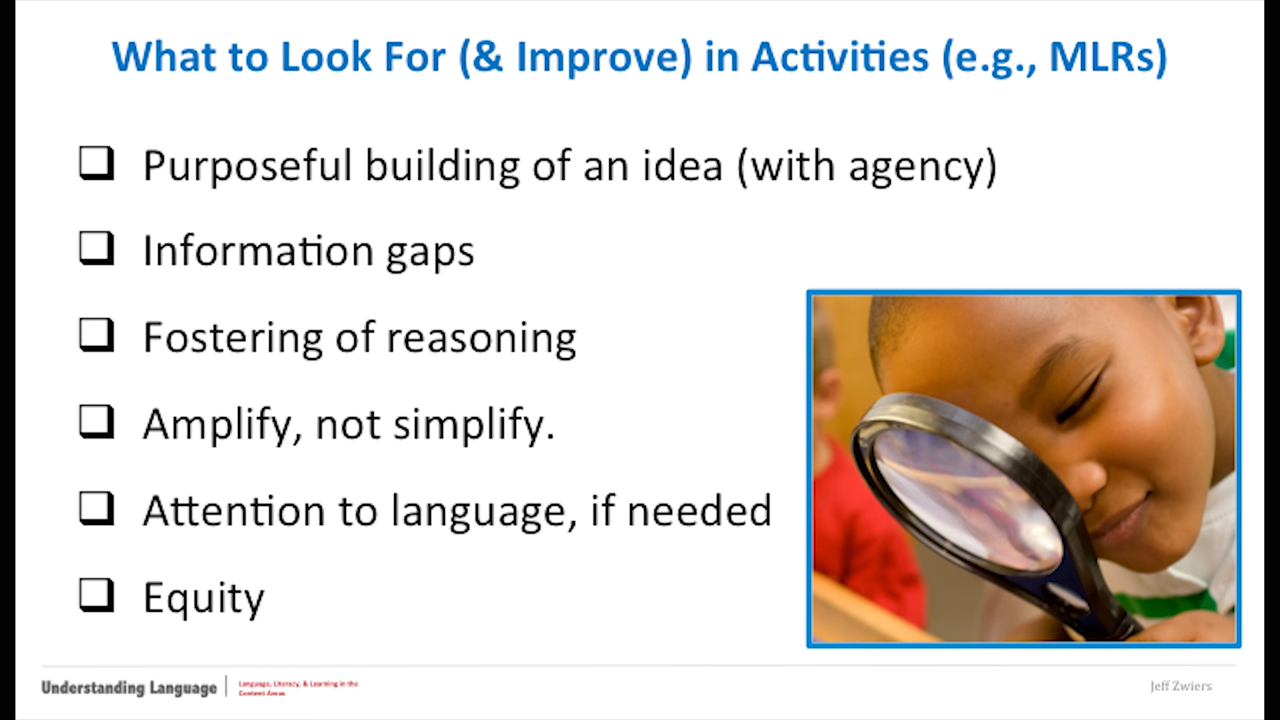 What to Look For (& Improve) in Activities (e.g., MLRs)
Purposeful building of an idea (with agency)
Information gaps
Fostering of reasoning
Amplify, not simplify.
Attention to language, if needed
Equity
Understanding Language
Language, Literacy, & Learning in the
Content Areas
Jeff Zwiers